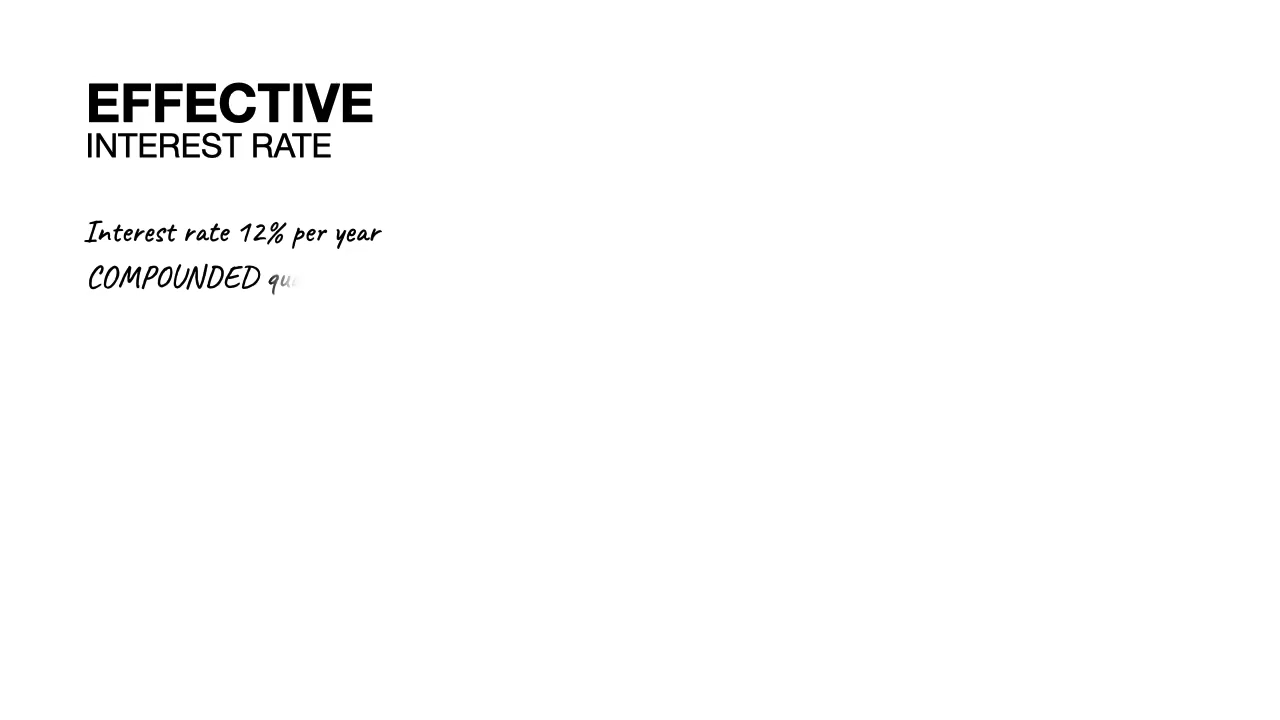 EFFECTIVE
INTEREST RATE
Interest rate 12% per year
COMPOUNDED